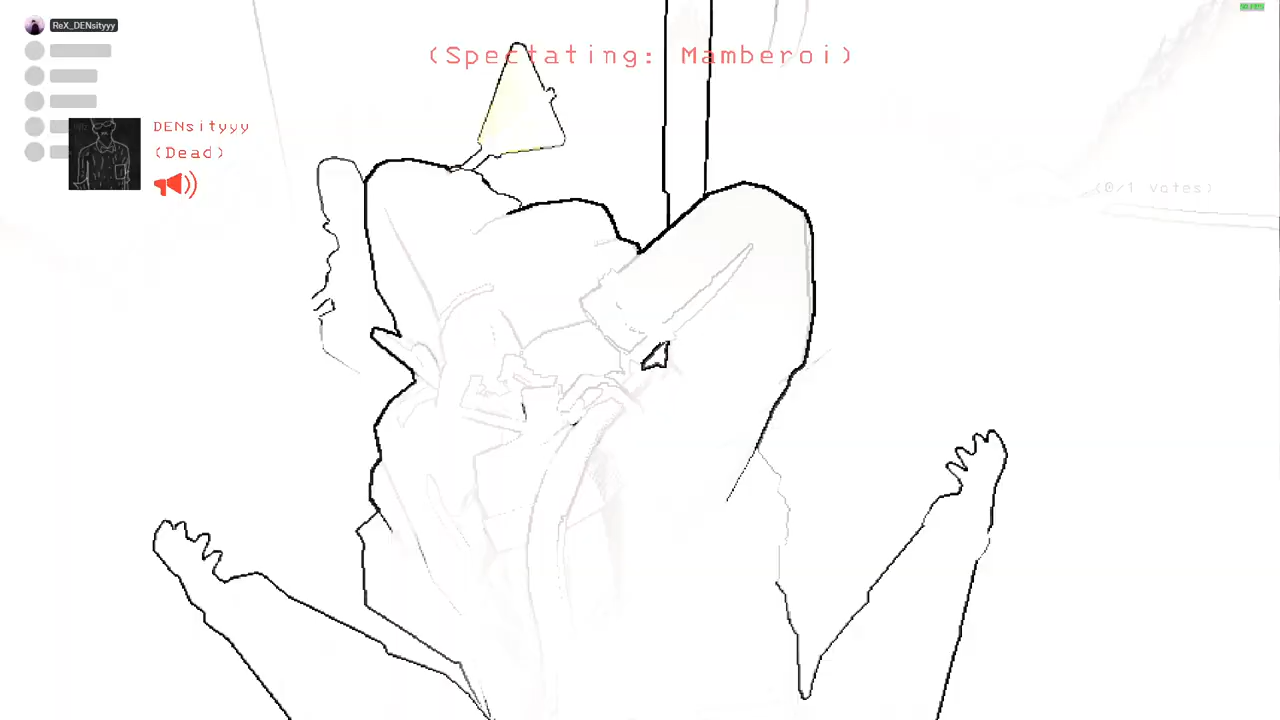 ReX_DENsityyy
(Spectating: Mamberoi)
DENsityyy
(Dead)
(0/1 votes)